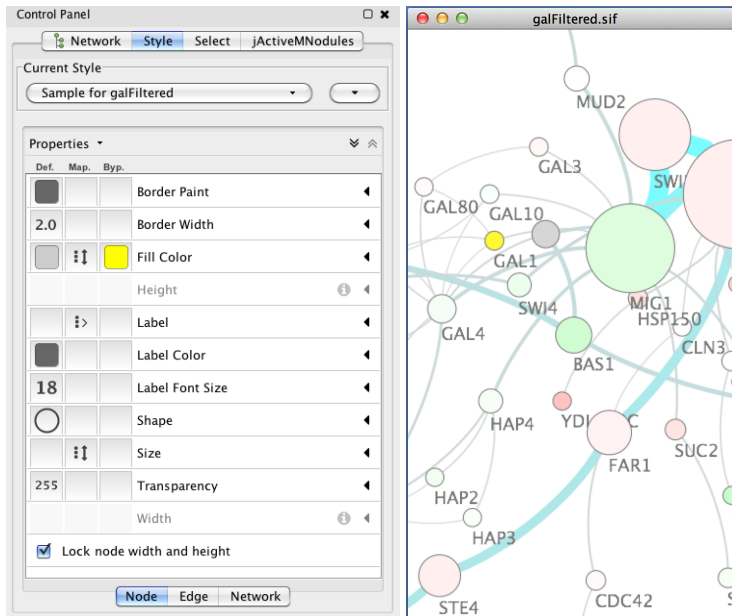 Control Panel
Network Style Select jActiveMNodules
Current Style
Sample for galFiltered
Properties
Def. Map. Byp.
Border Paint
2.0 Border Width
Fill Color
Height
Label
Label Color
18 Label Font Size
Shape
Size
255 Transparency
Width
Lock node width and height
Node Edge Network
galFiltered.sif
MUD2
GAL3
SWI
GAL80
GAL10
GAL1
SWI4
MIG1
HSP150
GAL4
CLN3
BAS1
HAP4
YDL
C
SUC2
FAR1
HAP2
HAP3
CDC42
S
STE4